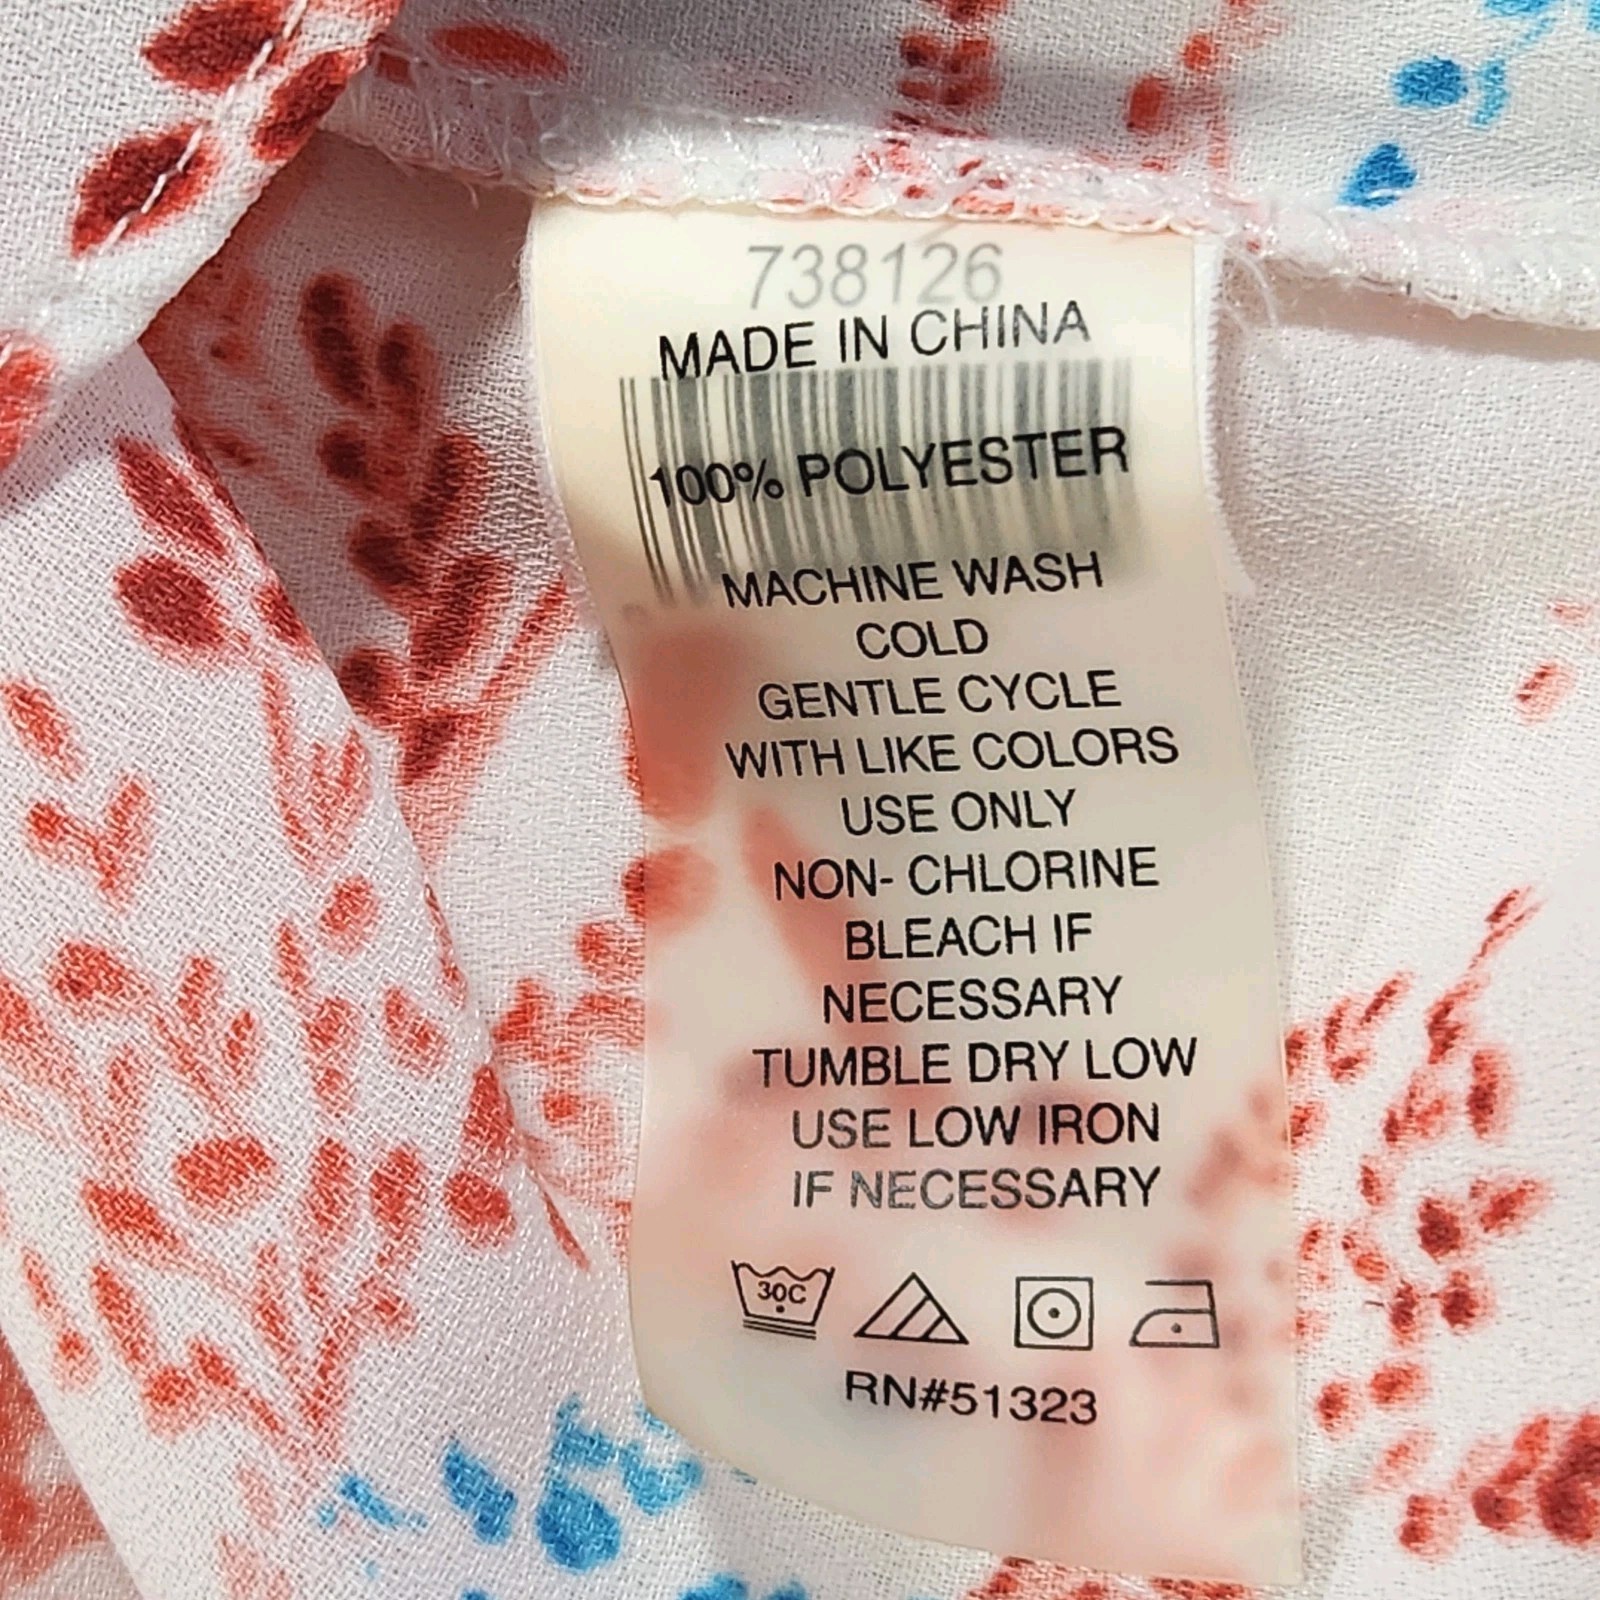 738126
MADE IN CHINA
100% POLYESTER
MACHINE WASH
COLD
GENTLE CYCLE
WITH LIKE COLORS
USE ONLY
NON- CHLORINE
BLEACH IF
NECESSARY
TUMBLE DRY LOW
USE LOW IRON
IF NECESSARY
30C
RN#51323